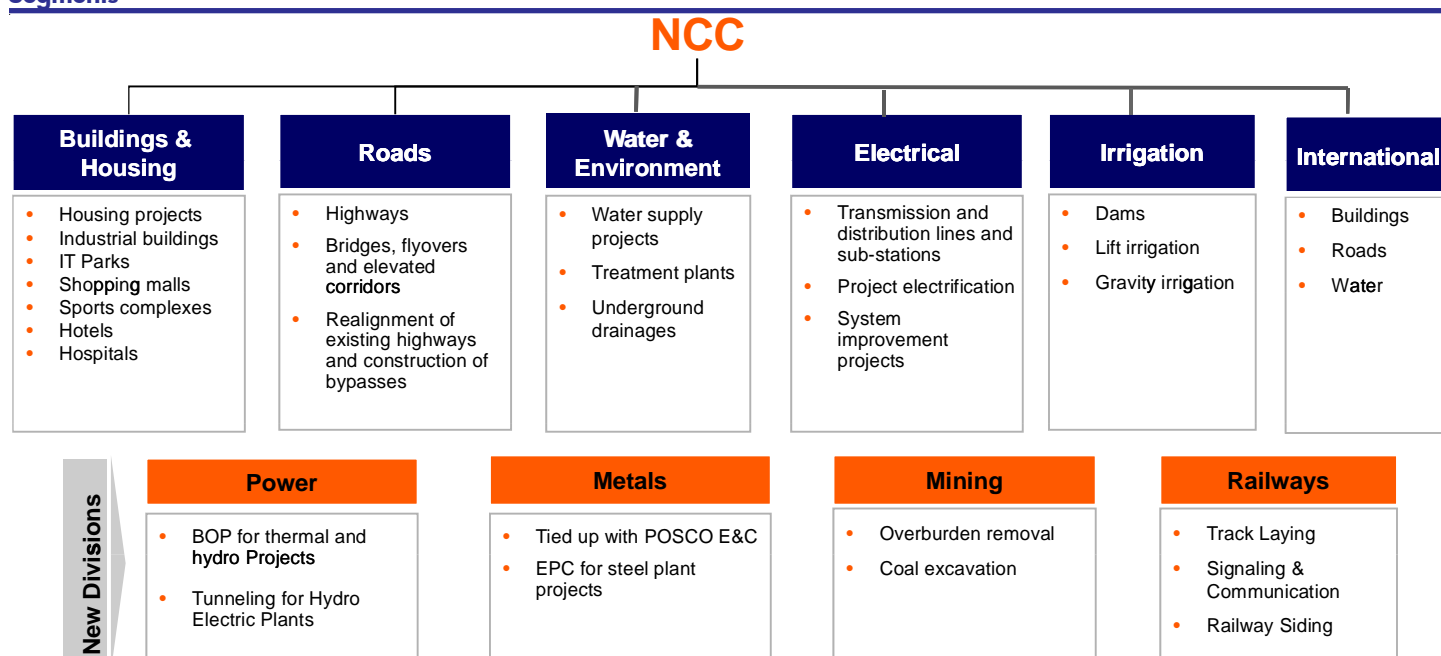 Segments
NCC
Buildings &
Housing
Roads
Water &
Environment
Electrical
Irrigation
International
• Housing projects
• Industrial buildings
• IT Parks
• Shopping malls
• Sports complexes
• Hotels
• Hospitals
• Highways
• Bridges, flyovers
and elevated
corridors
• Realignment of
existing highways
and construction of
bypasses
• Water supply
projects
• Treatment plants
• Underground
drainages
• Transmission and
distribution lines and
sub-stations
• Project electrification
• System
improvement
projects
• Dams
• Lift irrigation
• Gravity irrigation
• Buildings
• Roads
• Water
New Divisions
Power
• BOP for thermal and
hydro Projects
• Tunneling for Hydro
Electric Plants
Metals
• Tied up with POSCO E&C
• EPC for steel plant
projects
Mining
• Overburden removal
• Coal excavation
Railways
• Track Laying
• Signaling &
Communication
• Railway Siding